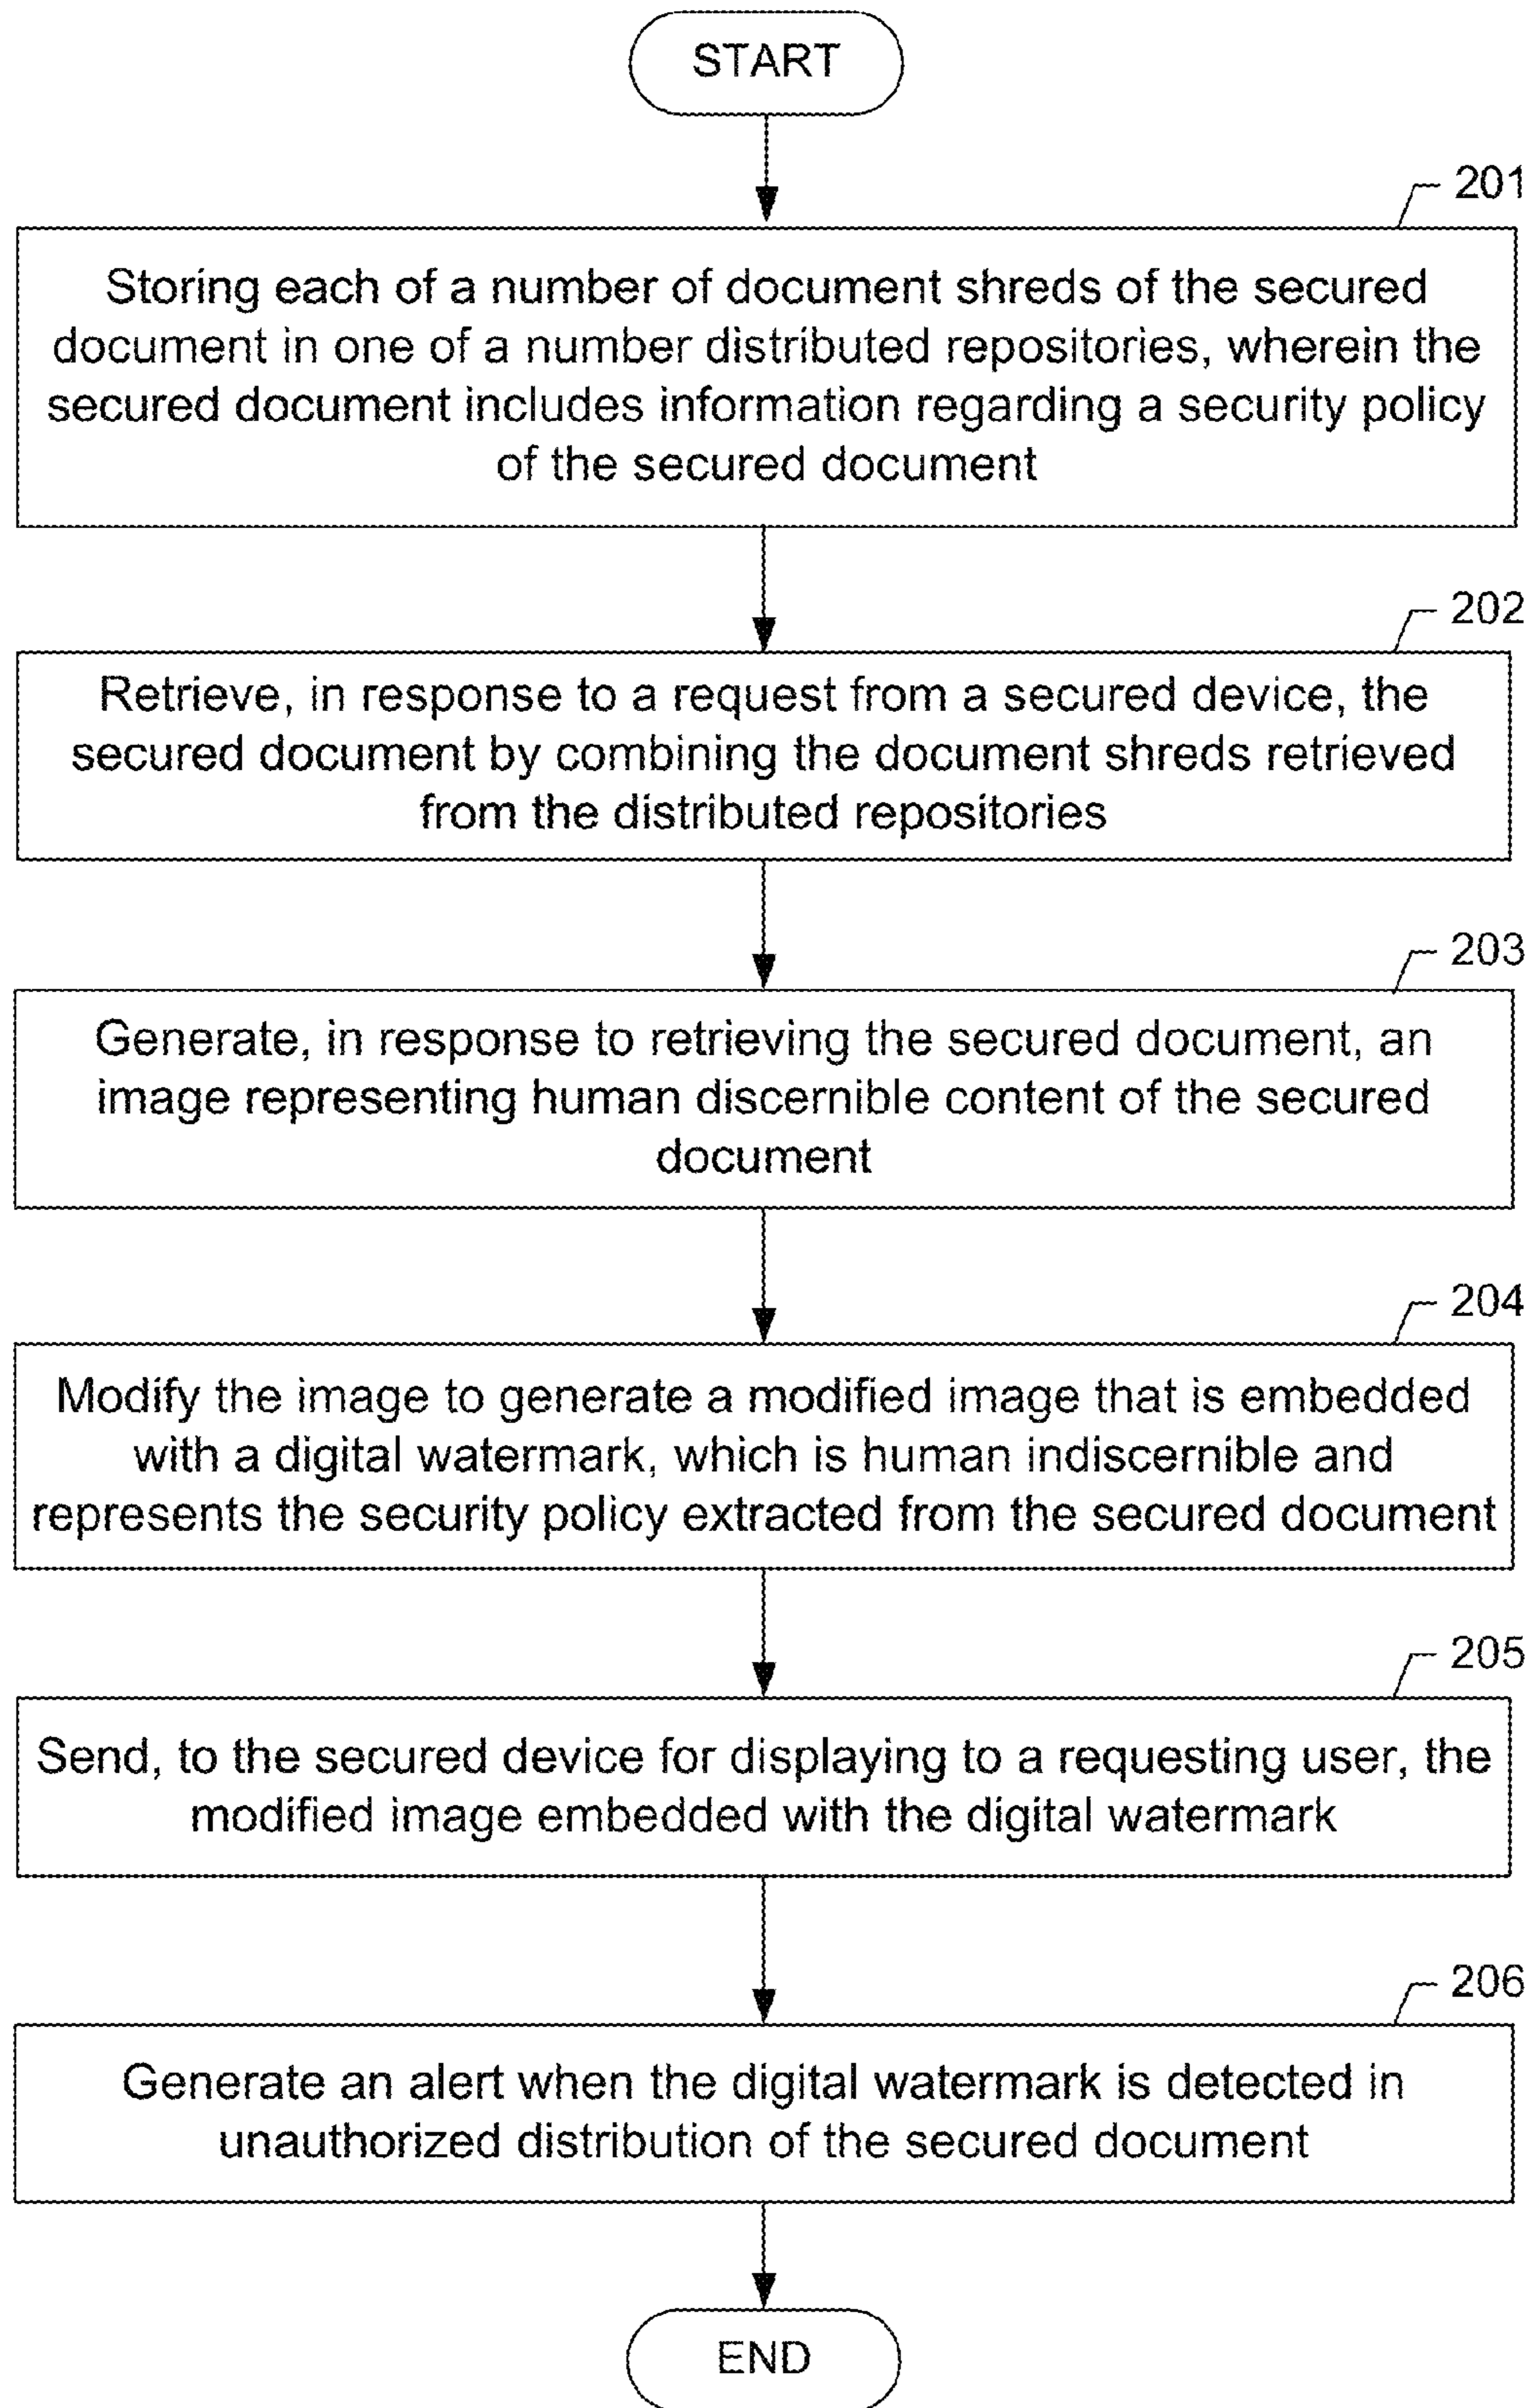 START
201
Storing each of a number of document shreds of the secured
document in one of a number distributed repositories, wherein the
secured document includes information regarding a security policy
of the secured document
202
Retrieve, in response to a request from a secured device, the
secured document by combining the document shreds retrieved
from the distributed repositories
203
Generate, in response to retrieving the secured document, an
image representing human discernible content of the secured
document
204
Modify the image to generate a modified image that is embedded
with a digital watermark, which is human indiscernible and
represents the security policy extracted from the secured document
205
Send, to the secured device for displaying to a requesting user, the
modified image embedded with the digital watermark
206
Generate an alert when the digital watermark is detected in
unauthorized distribution of the secured document
END